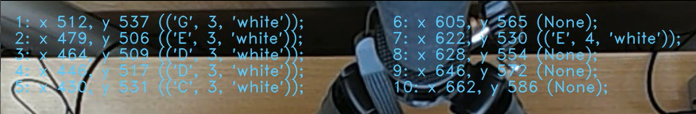 1: x 512, y 537 (('G', 3, 'white'));
2: x 479, y 506 (('E', 3, 'white'));
3: x 464, y 509 (('D', 3, 'white'));
4: x 448, y 517 (('D', 3, 'white'));
5: x 430, y 531 (('C', 3, 'white'));
6: x 605, y 565 (None);
7: x 622, y 530 (('E', 4, 'white'));
8: x 628, y 554 (None);
9: x 646, y 572 (None);
10: x 662, y 586 (None);